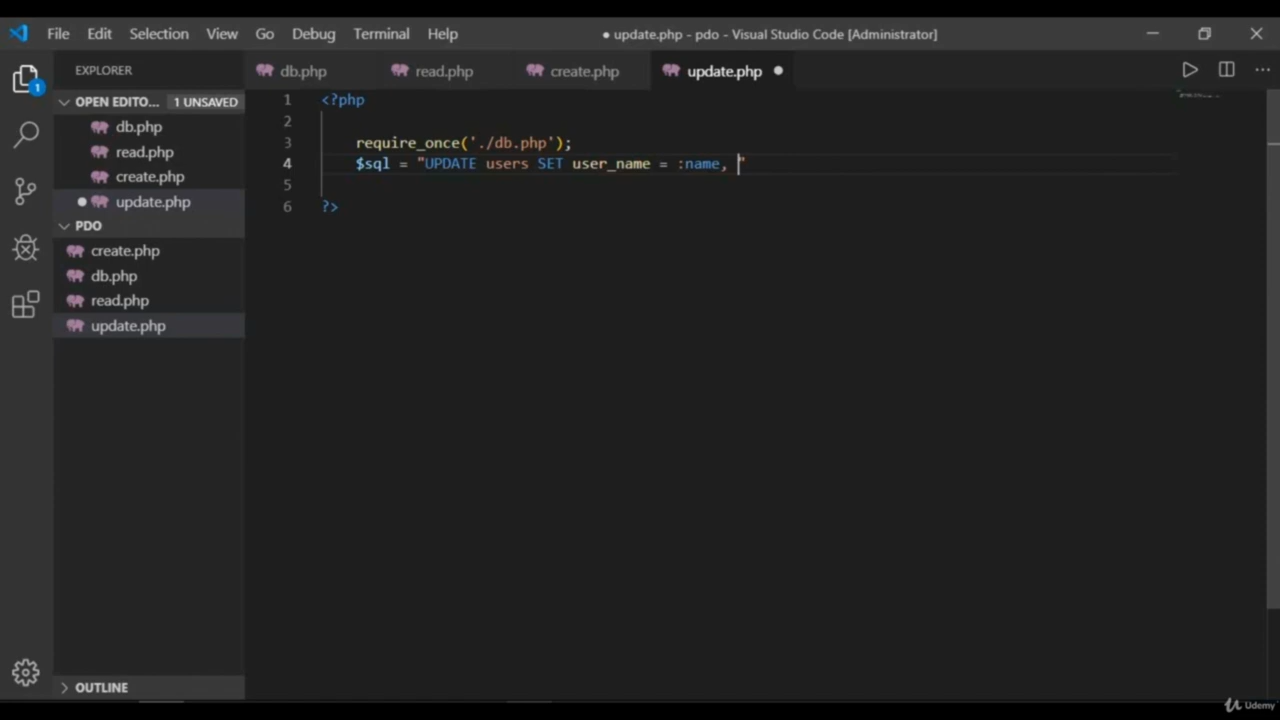 File Edit Selection View Go Debug Terminal Help ● update.php - pdo - Visual Studio Code [Administrator]
EXPLORER
db.php read.php create.php update.php
OPEN EDITO... 1 UNSAVED
db.php
read.php
create.php
update.php
PDO
create.php
db.php
read.php
update.php
OUTLINE
1 <?php
2
3 require_once('./db.php');
4 $sql = "UPDATE users SET user_name = :name, "
5
6 ?>
1
Udemy